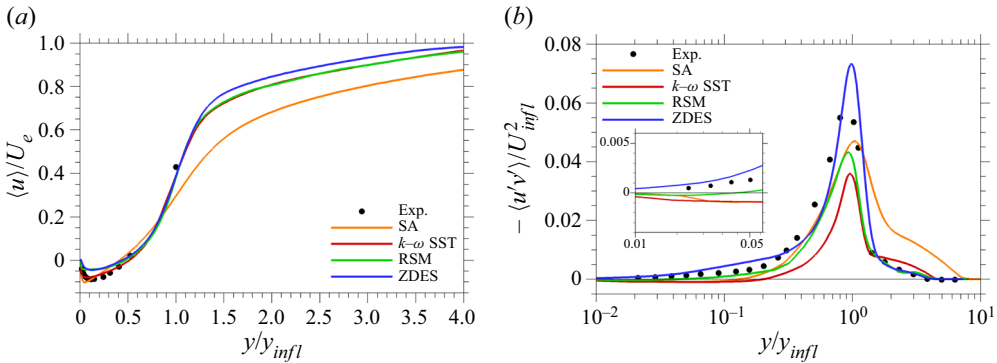 (a)
1.0
0.8
0.6
0.4
0.2
0
⟨u⟩/U_e
Exp.
SA
k–ω SST
RSM
ZDES
0 0.5 1.0 1.5 2.0 2.5 3.0 3.5 4.0
y/y_infl
(b)
0.08
0.06
0.04
0.02
0
− ⟨u′v′⟩/U²_infl
Exp.
SA
k–ω SST
RSM
ZDES
0.005
0
0.01 0.05
10⁻² 10⁻¹ 10⁰ 10¹
y/y_infl